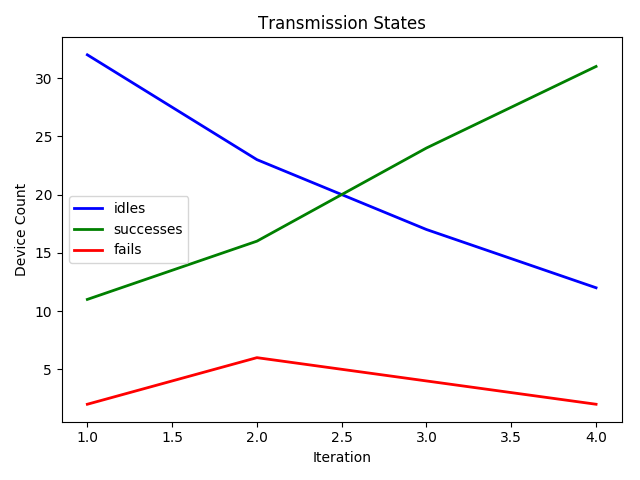 Transmission States
30
25
20
15
10
5
Device Count
idles
successes
fails
1.0 1.5 2.0 2.5 3.0 3.5 4.0
Iteration